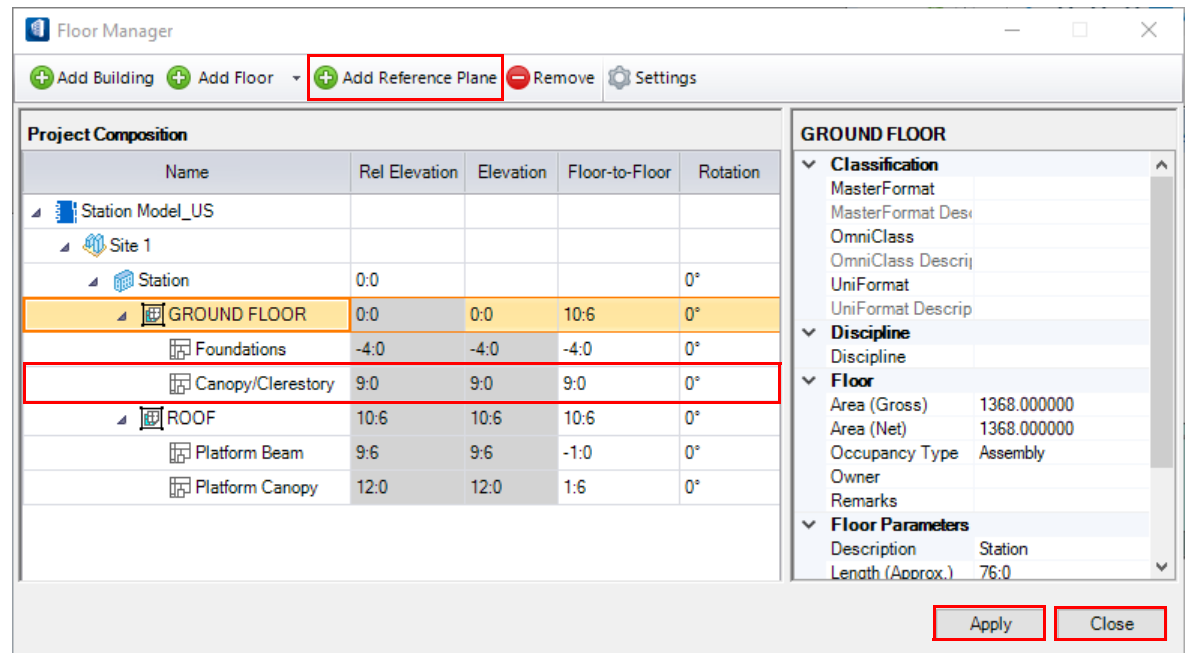 Floor Manager
Add Building Add Floor Add Reference Plane Remove Settings
Project Composition
Name Rel Elevation Elevation Floor-to-Floor Rotation
Station Model_US
Site 1
Station 0:0 0°
GROUND FLOOR 0:0 0:0 10:6 0°
Foundations -4:0 -4:0 -4:0 0°
Canopy/Clerestory 9:0 9:0 9:0 0°
ROOF 10:6 10:6 10:6 0°
Platform Beam 9:6 9:6 -1:0 0°
Platform Canopy 12:0 12:0 1:6 0°
GROUND FLOOR
Classification
MasterFormat
MasterFormat Desc
OmniClass
OmniClass Descrip
UniFormat
UniFormat Descrip
Discipline
Discipline
Floor
Area (Gross) 1368.000000
Area (Net) 1368.000000
Occupancy Type Assembly
Owner
Remarks
Floor Parameters
Description Station
Length (Approx.) 76:0
Apply Close